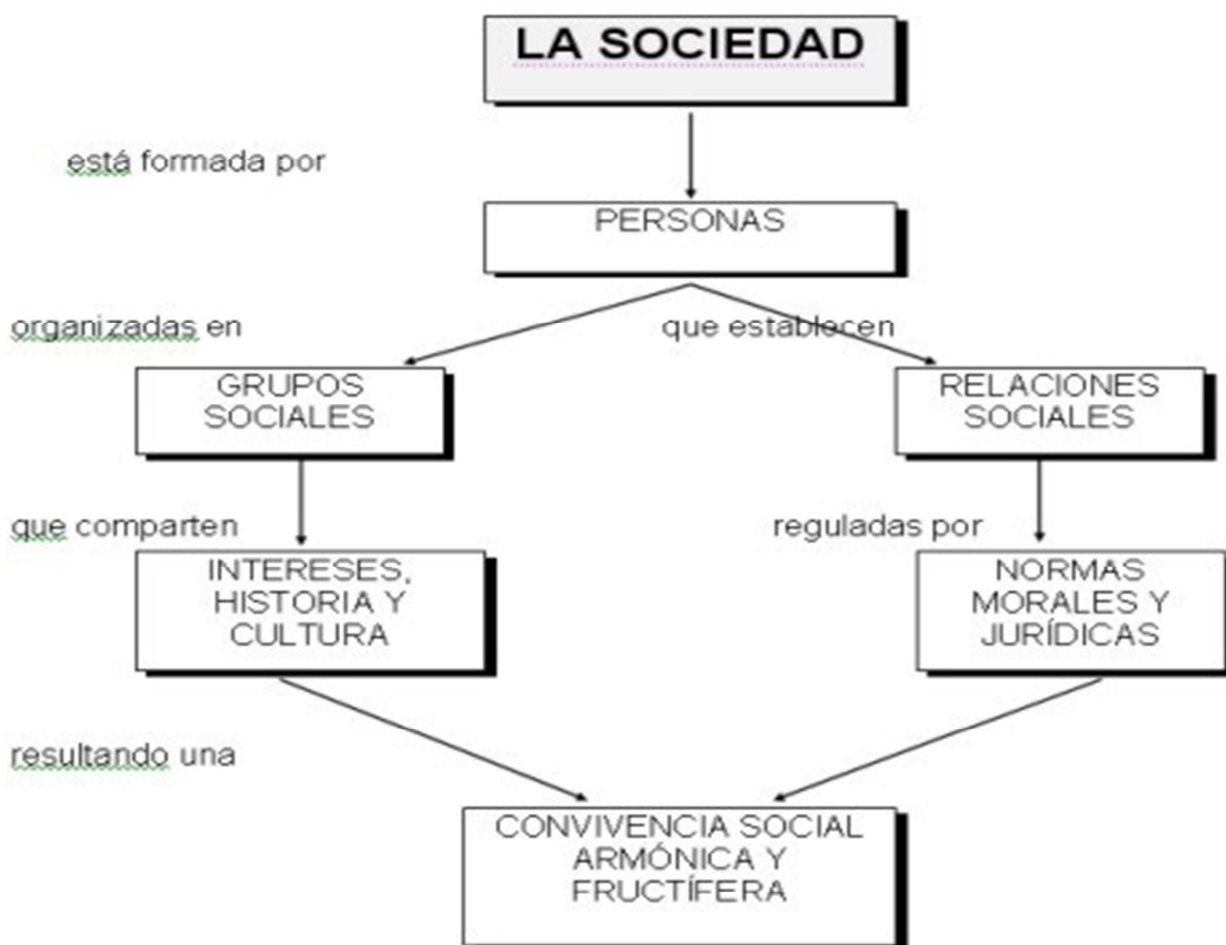 LA SOCIEDAD
está formada por
PERSONAS
organizadas en
que establecen
GRUPOS
SOCIALES
RELACIONES
SOCIALES
que comparten
reguladas por
INTERESES,
HISTORIA Y
CULTURA
NORMAS
MORALES Y
JURÍDICAS
resultando una
CONVIVENCIA SOCIAL
ARMÓNICA Y
FRUCTÍFERA